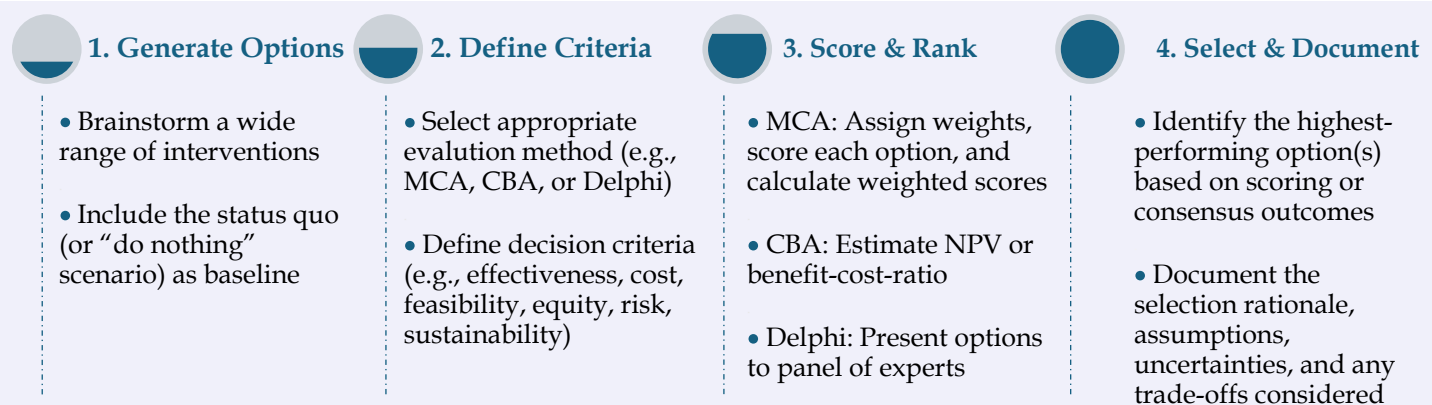 1. Generate Options
• Brainstorm a wide
range of interventions
• Include the status quo
(or “do nothing”
scenario) as baseline
2. Define Criteria
• Select appropriate
evalution method (e.g.,
MCA, CBA, or Delphi)
• Define decision criteria
(e.g., effectiveness, cost,
feasibility, equity, risk,
sustainability)
3. Score & Rank
• MCA: Assign weights,
score each option, and
calculate weighted scores
• CBA: Estimate NPV or
benefit-cost-ratio
• Delphi: Present options
to panel of experts
4. Select & Document
• Identify the highest-
performing option(s)
based on scoring or
consensus outcomes
• Document the
selection rationale,
assumptions,
uncertainties, and any
trade-offs considered